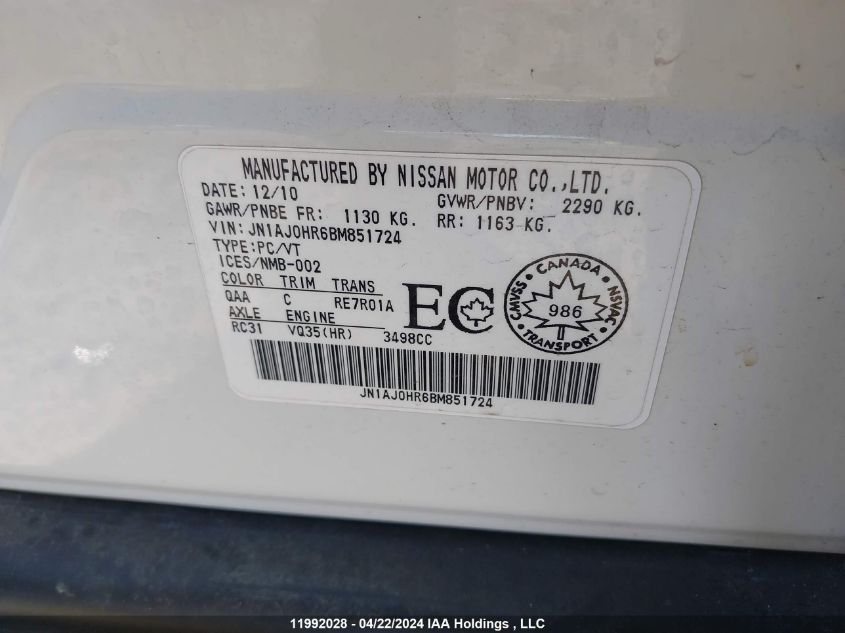 MANUFACTURED BY NISSAN MOTOR CO.,LTD.
DATE: 12/10 GVWR/PNBV: 2290 KG.
GAWR/PNBE FR: 1130 KG. RR: 1163 KG.
VIN: JN1AJ0HR6BM851724
TYPE: PC/VT
ICES/NMB-002
COLOR TRIM TRANS
QAA C RE7R01A
AXLE ENGINE
RC31 VQ35(HR) 3498CC
EC
CANADA
CMVSS 986 NSVAC
TRANSPORT
JN1AJ0HR6BM851724
11992028 - 04/22/2024 IAA Holdings , LLC